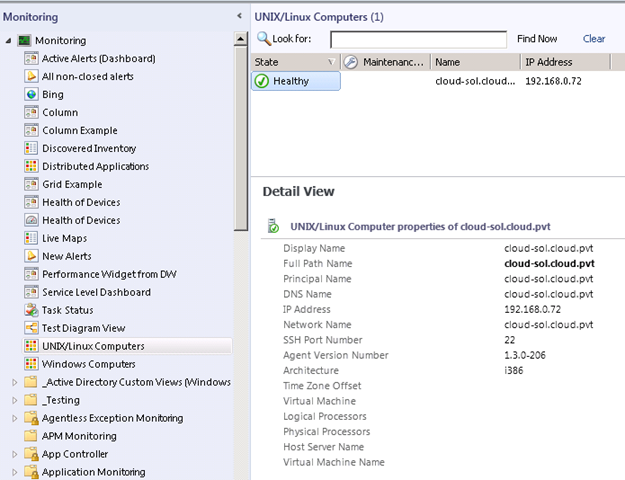 Monitoring
Monitoring
Active Alerts (Dashboard)
All non-closed alerts
Bing
Column
Column Example
Discovered Inventory
Distributed Applications
Grid Example
Health of Devices
Health of Devices
Live Maps
New Alerts
Performance Widget from DW
Service Level Dashboard
Task Status
Test Diagram View
UNIX/Linux Computers
Windows Computers
_Active Directory Custom Views (Windows
_Testing
Agentless Exception Monitoring
APM Monitoring
App Controller
Application Monitoring
UNIX/Linux Computers (1)
Look for: Find Now Clear
State Maintenanc... Name IP Address
Healthy cloud-sol.cloud... 192.168.0.72
Detail View
UNIX/Linux Computer properties of cloud-sol.cloud.pvt
Display Name cloud-sol.cloud.pvt
Full Path Name cloud-sol.cloud.pvt
Principal Name cloud-sol.cloud.pvt
DNS Name cloud-sol.cloud.pvt
IP Address 192.168.0.72
Network Name cloud-sol.cloud.pvt
SSH Port Number 22
Agent Version Number 1.3.0-206
Architecture i386
Time Zone Offset
Virtual Machine
Logical Processors
Physical Processors
Host Server Name
Virtual Machine Name